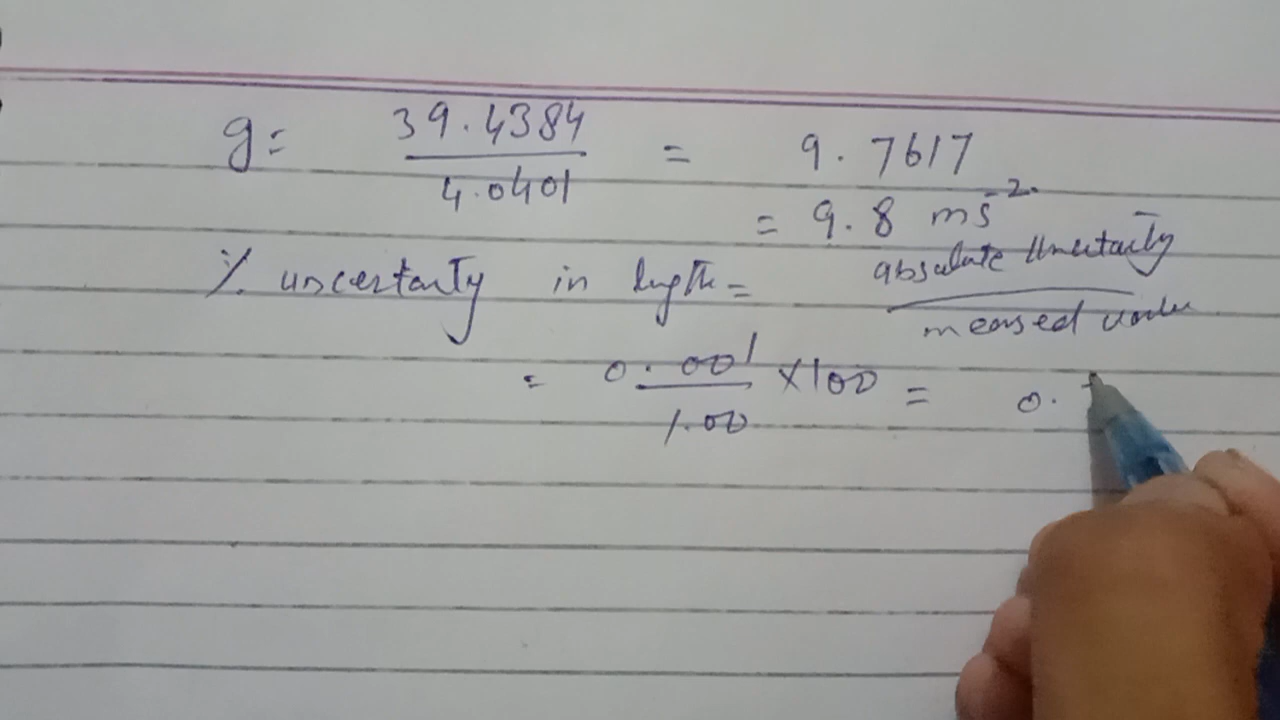 g = 39.4384 / 4.0401 = 9.7617
= 9.8 ms⁻²
% uncertainty in length = absolute uncertainty / measured value
= 0.001 / 1.00 × 100 = 0.